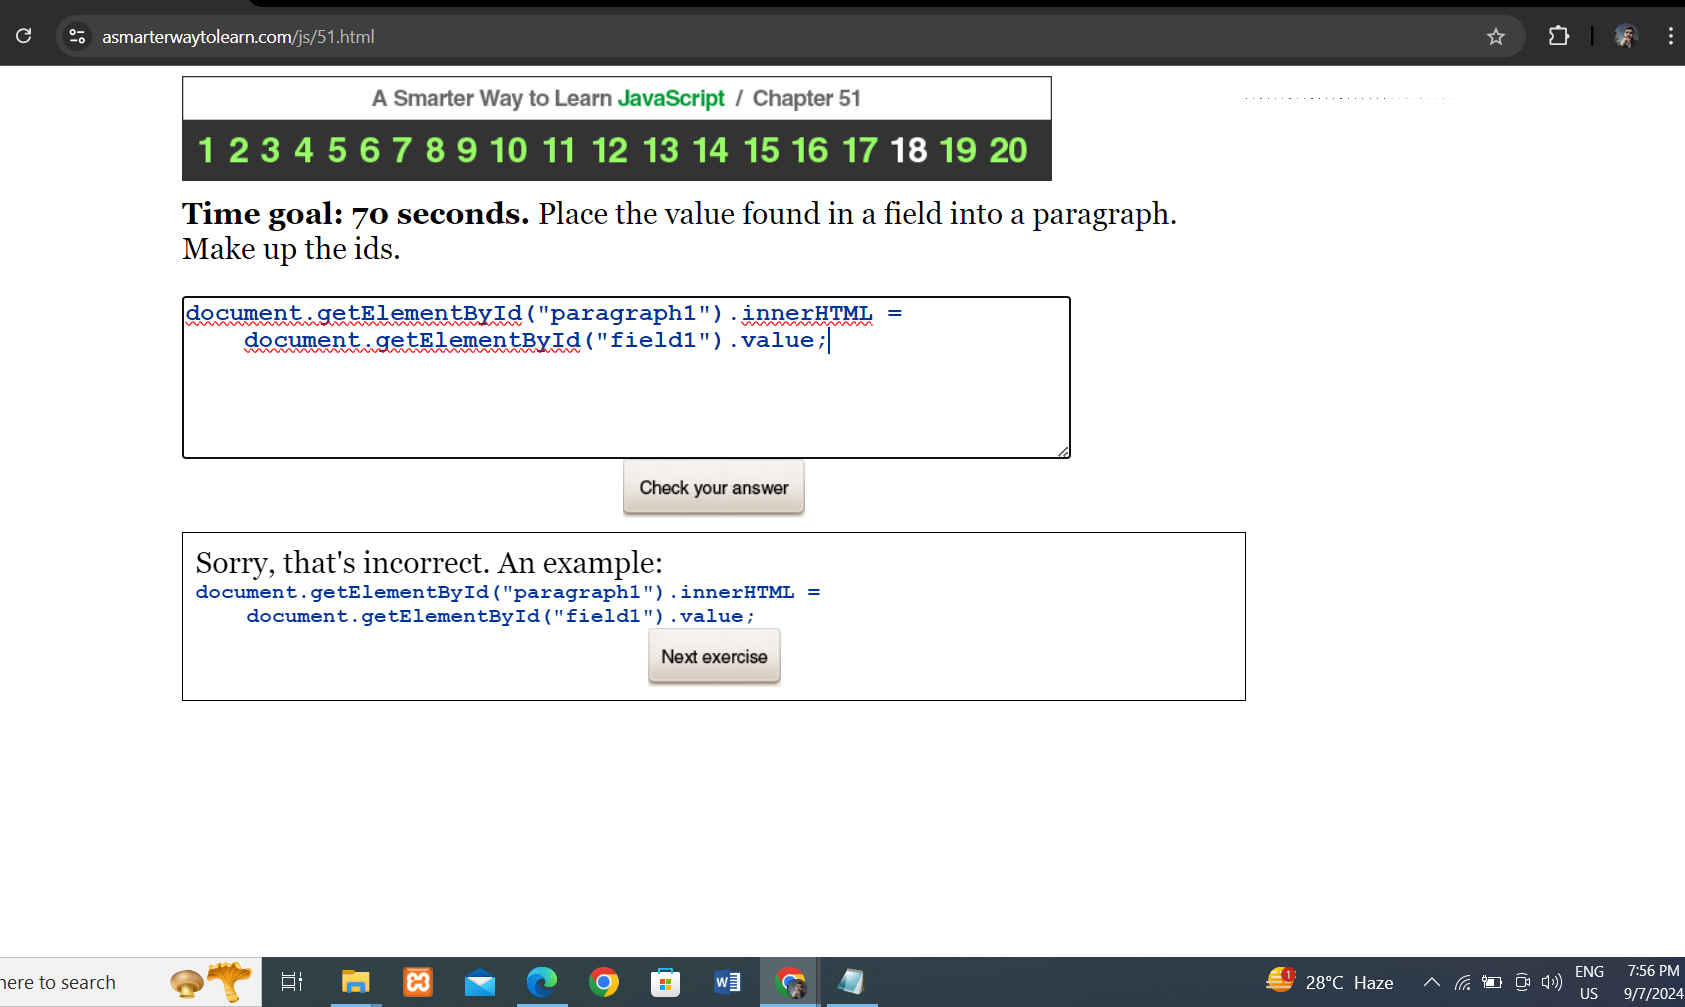 asmarterwaytolearn.com/js/51.html
A Smarter Way to Learn JavaScript / Chapter 51
1 2 3 4 5 6 7 8 9 10 11 12 13 14 15 16 17 18 19 20
Time goal: 70 seconds. Place the value found in a field into a paragraph.
Make up the ids.
document.getElementById("paragraph1").innerHTML =
document.getElementById("field1").value;
Check your answer
Sorry, that's incorrect. An example:
document.getElementById("paragraph1").innerHTML =
document.getElementById("field1").value;
Next exercise
here to search
1
28°C Haze
ENG
US
7:56 PM
9/7/2024